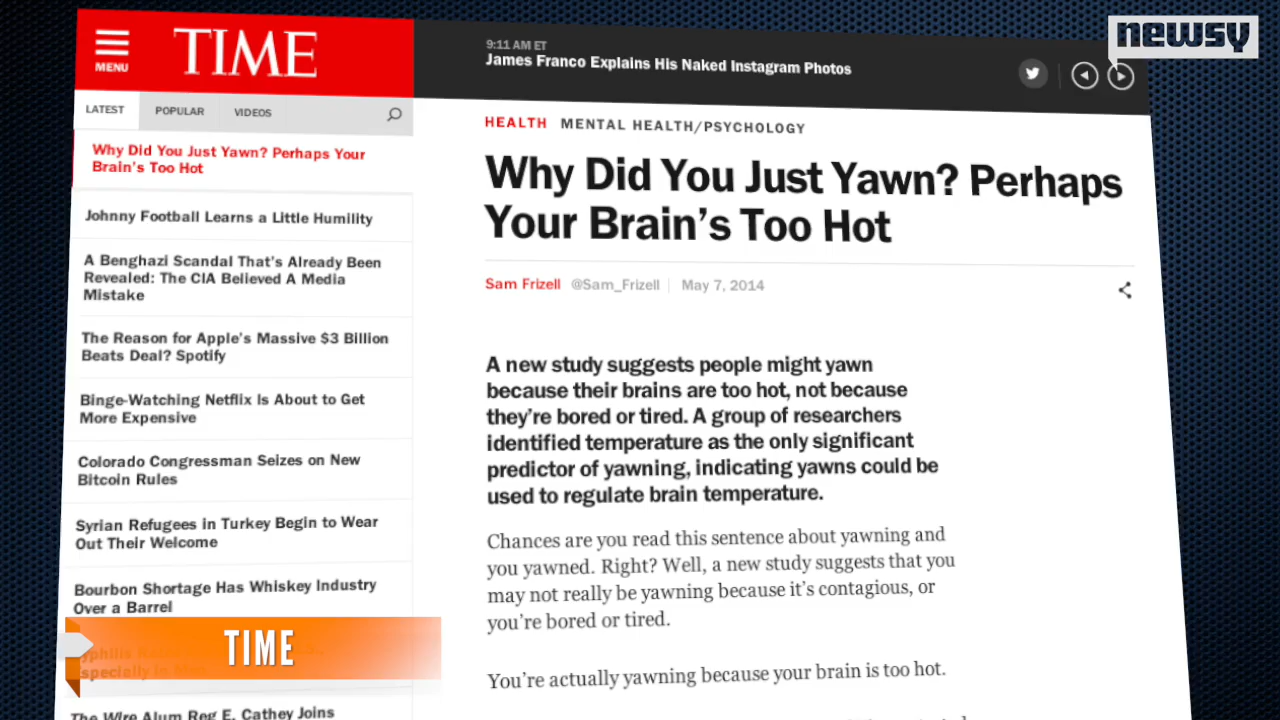 newsy
TIME
MENU
LATEST
POPULAR
VIDEOS
Why Did You Just Yawn? Perhaps Your
Brain's Too Hot
Johnny Football Learns a Little Humility
A Benghazi Scandal That's Already Been
Revealed: The CIA Believed A Media
Mistake
The Reason for Apple's Massive $3 Billion
Beats Deal? Spotify
Binge-Watching Netflix Is About to Get
More Expensive
Colorado Congressman Seizes on New
Bitcoin Rules
Syrian Refugees in Turkey Begin to Wear
Out Their Welcome
Bourbon Shortage Has Whiskey Industry
Over a Barrel
Especially in
The Wire Alum Reg E. Cathey Joins
TIME
9:11 AM ET
James Franco Explains His Naked Instagram Photos
HEALTH MENTAL HEALTH/PSYCHOLOGY
Why Did You Just Yawn? Perhaps
Your Brain's Too Hot
Sam Frizell @Sam_Frizell May 7, 2014
A new study suggests people might yawn
because their brains are too hot, not because
they're bored or tired. A group of researchers
identified temperature as the only significant
predictor of yawning, indicating yawns could be
used to regulate brain temperature.
Chances are you read this sentence about yawning and
you yawned. Right? Well, a new study suggests that you
may not really be yawning because it's contagious, or
you're bored or tired.
You're actually yawning because your brain is too hot.